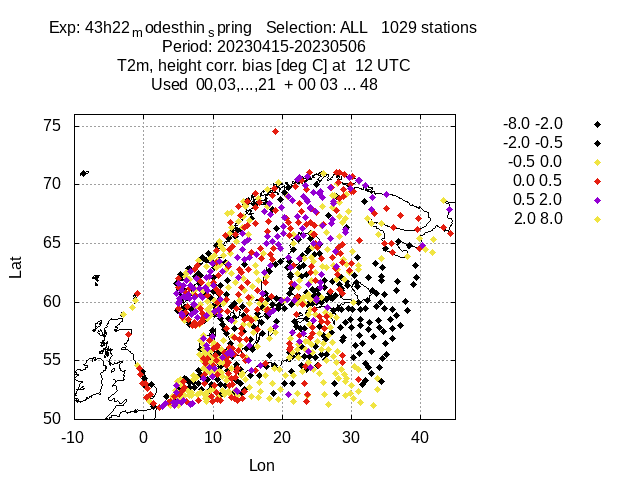 Exp: 43h22modesthinspring Selection: ALL 1029 stations
Period: 20230415-20230506
T2m, height corr. bias [deg C] at 12 UTC
Used 00,03,...,21 + 00 03 ... 48
-8.0 -2.0
-2.0 -0.5
-0.5 0.0
0.0 0.5
0.5 2.0
2.0 8.0
75
70
65
60
55
50
Lat
-10 0 10 20 30 40
Lon